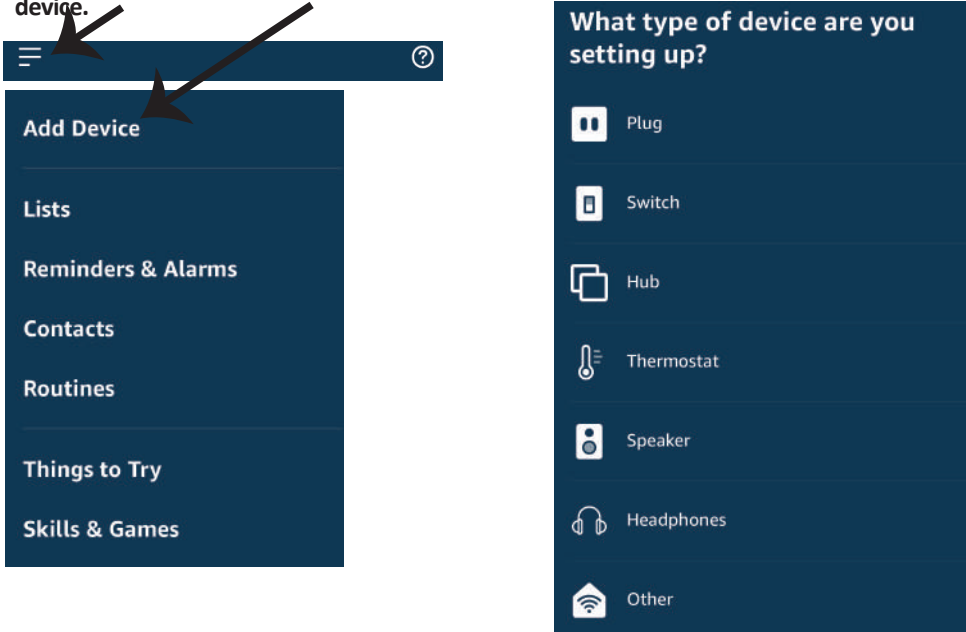 device.
?
Add Device
Lists
Reminders & Alarms
Contacts
Routines
Things to Try
Skills & Games
What type of device are you
setting up?
Plug
Switch
Hub
Thermostat
Speaker
Headphones
Other